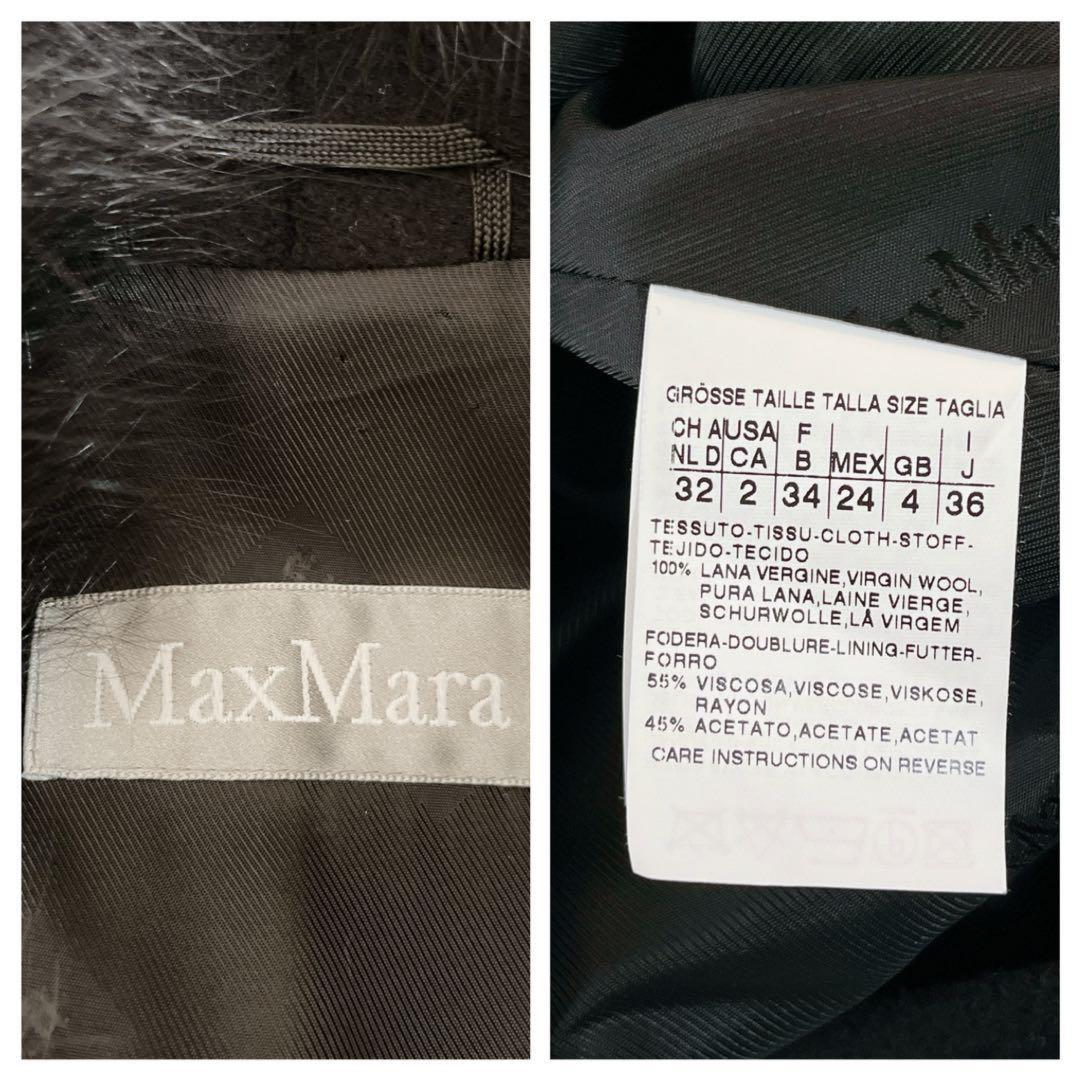 MaxMara
axyMa
GRÖSSE TAILLE TALLA SIZE TAGLIA
CH A USA F I
NL D CA B MEX GB J
32 2 34 24 4 36
TESSUTO-TISSU-CLOTH-STOFF-
TEJIDO-TECIDO
100% LANA VERGINE,VIRGIN WOOL,
PURA LANA,LAINE VIERGE,
SCHURWOLLE,LÃ VIRGEM
FODERA-DOUBLURE-LINING-FUTTER-
FORRO
55% VISCOSA,VISCOSE,VISKOSE,
RAYON
45% ACETATO,ACETATE,ACETAT
CARE INSTRUCTIONS ON REVERSE